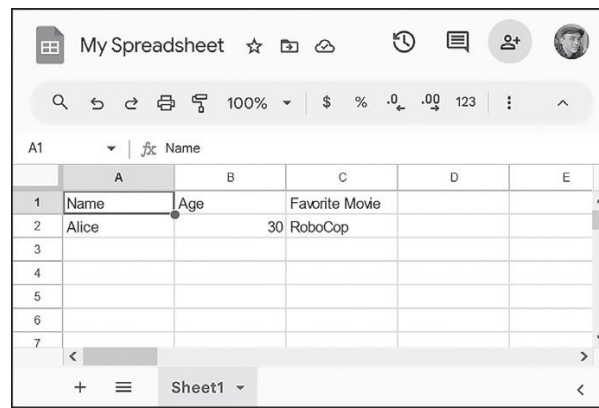 My Spreadsheet
100% $ % .0 .00 123
A1 fx Name
A B C D E
1 Name Age Favorite Movie
2 Alice 30 RoboCop
3
4
5
6
7
Sheet1